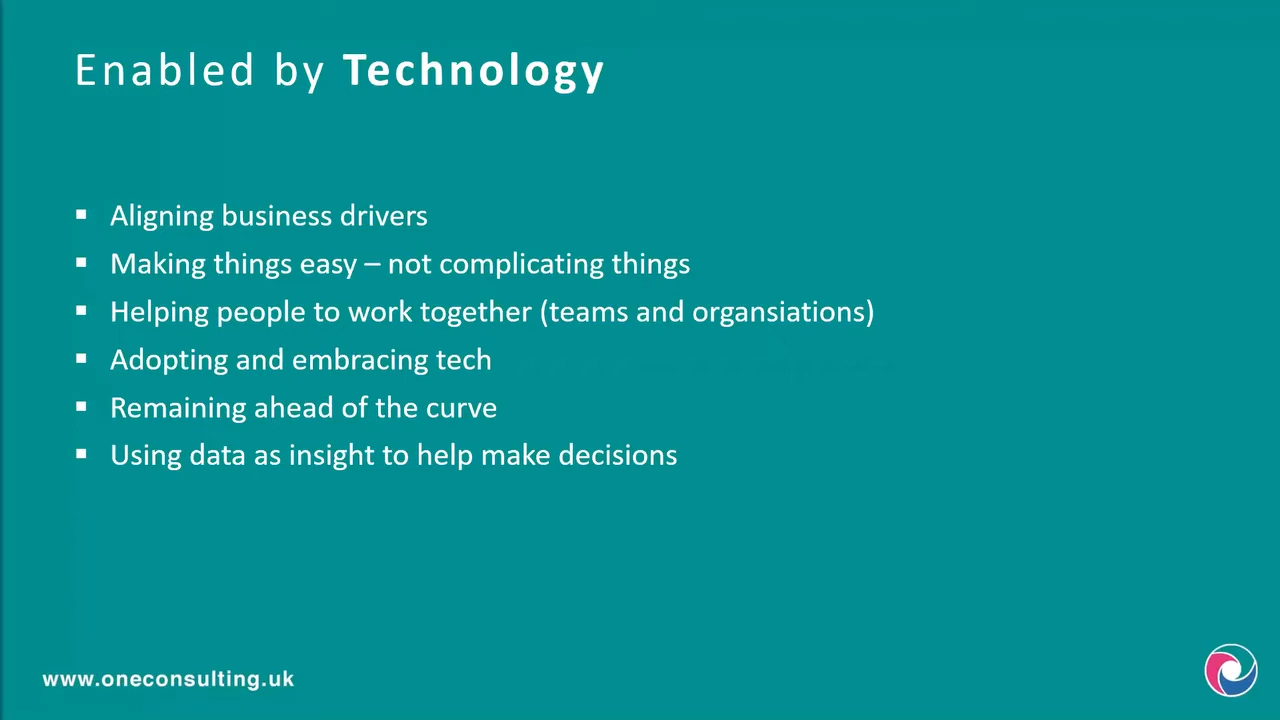 Enabled by Technology
▪ Aligning business drivers
▪ Making things easy – not complicating things
▪ Helping people to work together (teams and organsiations)
▪ Adopting and embracing tech
▪ Remaining ahead of the curve
▪ Using data as insight to help make decisions
www.oneconsulting.uk